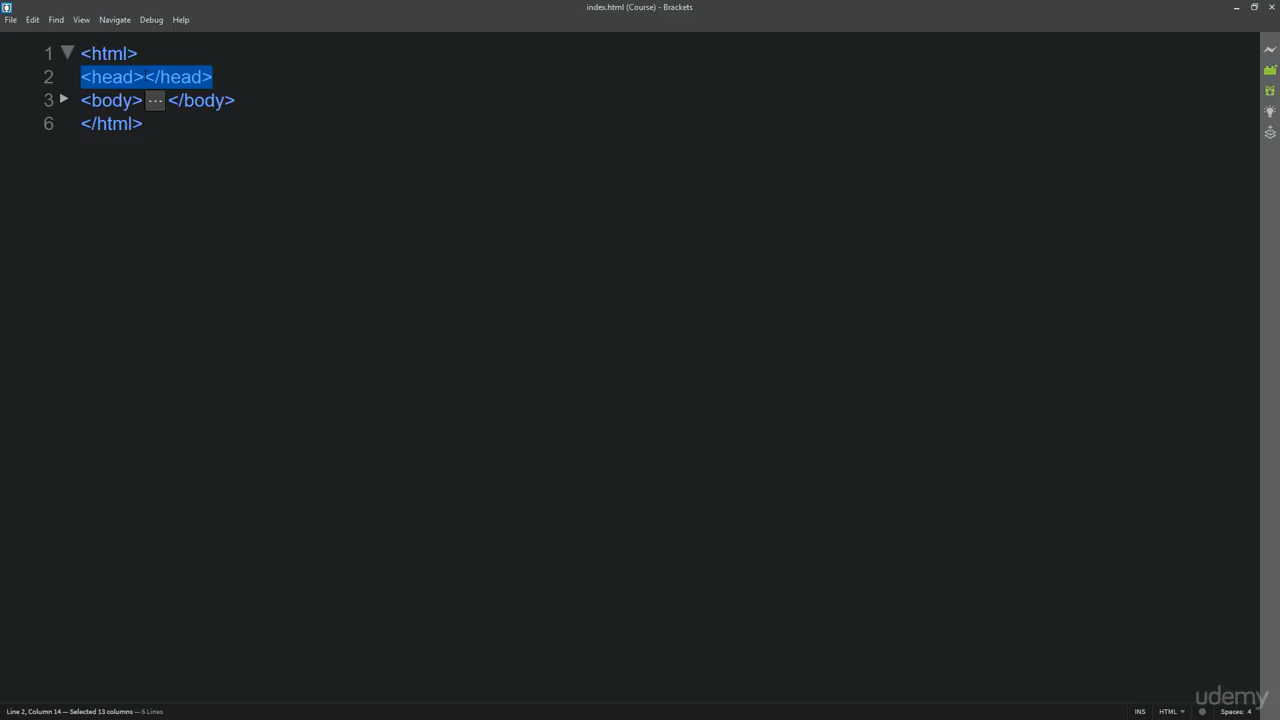 index.html (Course) - Brackets
File Edit Find View Navigate Debug Help
1 <html>
2 <head></head>
3 <body> ... </body>
6 </html>
udemy
Line 2, Column 14 — Selected 13 columns — 6 Lines
INS HTML Spaces: 4